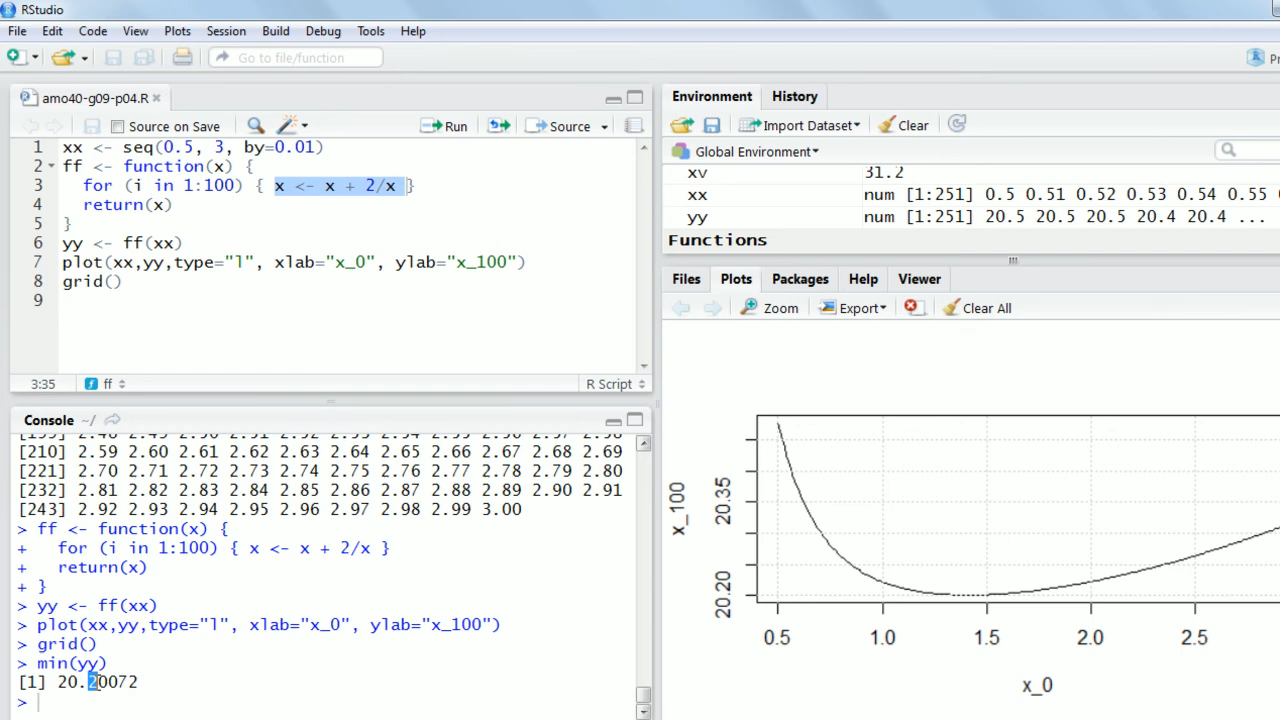 RStudio
File Edit Code View Plots Session Build Debug Tools Help
Go to file/function
amo40-g09-p04.R
Source on Save Run Source
1 xx <- seq(0.5, 3, by=0.01)
2 ff <- function(x) {
3 for (i in 1:100) { x <- x + 2/x }
4 return(x)
5 }
6 yy <- ff(xx)
7 plot(xx,yy,type="l", xlab="x_0", ylab="x_100")
8 grid()
9
3:35 ff R Script
Console ~/
[210] 2.59 2.60 2.61 2.62 2.63 2.64 2.65 2.66 2.67 2.68 2.69
[221] 2.70 2.71 2.72 2.73 2.74 2.75 2.76 2.77 2.78 2.79 2.80
[232] 2.81 2.82 2.83 2.84 2.85 2.86 2.87 2.88 2.89 2.90 2.91
[243] 2.92 2.93 2.94 2.95 2.96 2.97 2.98 2.99 3.00
> ff <- function(x) {
+ for (i in 1:100) { x <- x + 2/x }
+ return(x)
+ }
> yy <- ff(xx)
> plot(xx,yy,type="l", xlab="x_0", ylab="x_100")
> grid()
> min(yy)
[1] 20.20072
>
Environment History
Import Dataset Clear
Global Environment
xv 31.2
xx num [1:251] 0.5 0.51 0.52 0.53 0.54 0.55
yy num [1:251] 20.5 20.5 20.5 20.4 20.4 ...
Functions
Files Plots Packages Help Viewer
Zoom Export Clear All
x_100
20.35
20.20
0.5 1.0 1.5 2.0 2.5
x_0